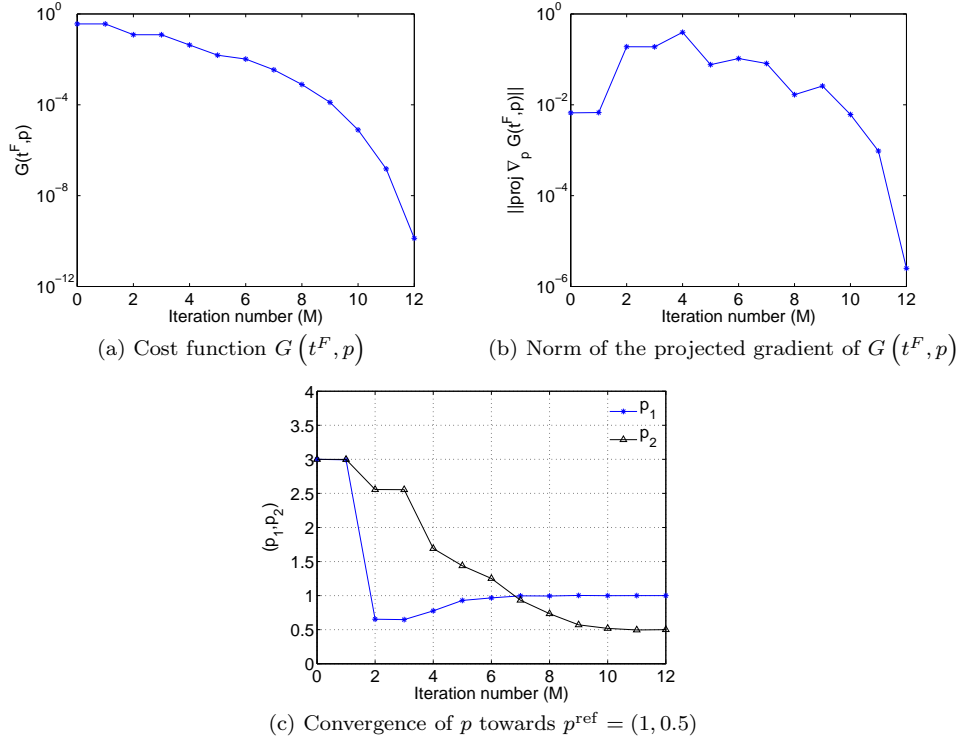 10^0
10^-4
10^-8
10^-12
0 2 4 6 8 10 12
G(t^F,p)
Iteration number (M)
(a) Cost function G (t^F, p)
10^0
10^-2
10^-4
10^-6
0 2 4 6 8 10 12
||proj ∇_p G(t^F,p)||
Iteration number (M)
(b) Norm of the projected gradient of G (t^F, p)
4
3.5
3
2.5
2
1.5
1
0.5
0
0 2 4 6 8 10 12
(p_1,p_2)
p_1
p_2
Iteration number (M)
(c) Convergence of p towards p^ref = (1, 0.5)